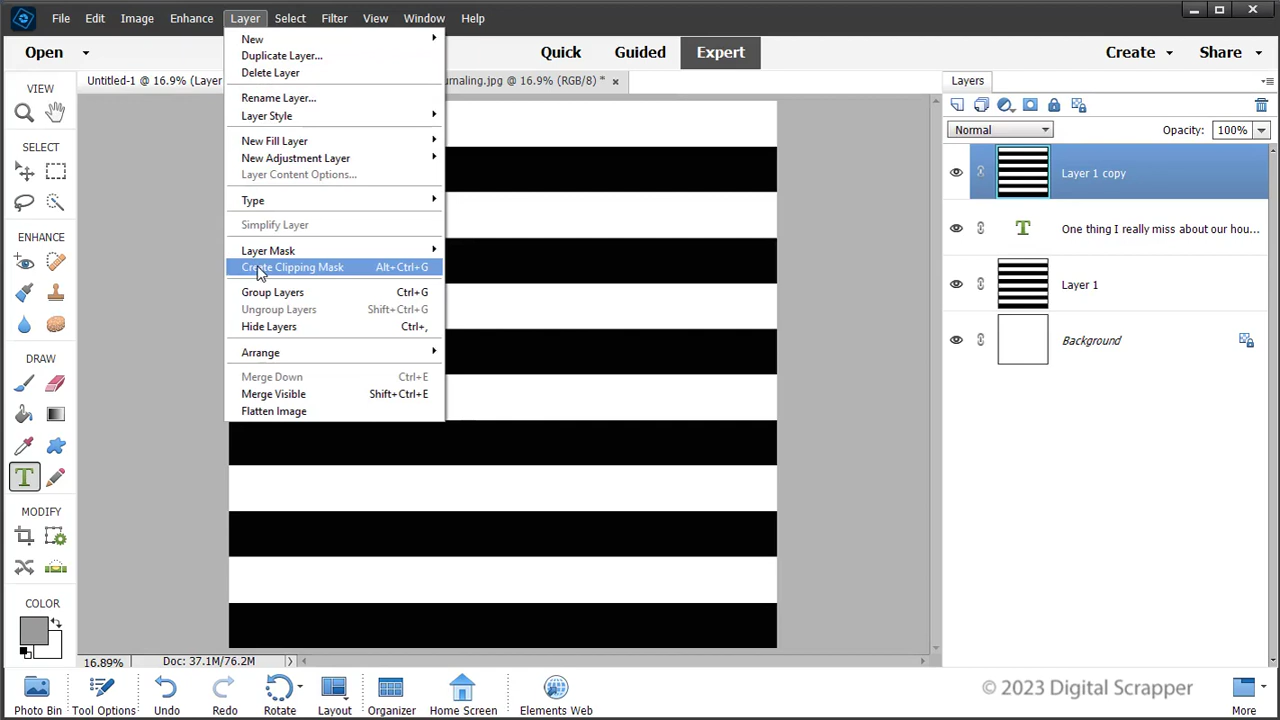 File Edit Image Enhance Layer Select Filter View Window Help
Open Quick Guided Expert Create Share
Untitled-1 @ 16.9% (Layer urnaling.jpg @ 16.9% (RGB/8) * ×
New
Duplicate Layer...
Delete Layer
Rename Layer...
Layer Style
New Fill Layer
New Adjustment Layer
Layer Content Options...
Type
Simplify Layer
Layer Mask
Create Clipping Mask Alt+Ctrl+G
Group Layers Ctrl+G
Ungroup Layers Shift+Ctrl+G
Hide Layers Ctrl+,
Arrange
Merge Down Ctrl+E
Merge Visible Shift+Ctrl+E
Flatten Image
VIEW
SELECT
ENHANCE
DRAW
T
MODIFY
COLOR
Layers
Normal Opacity: 100%
Layer 1 copy
T One thing I really miss about our hou...
Layer 1
Background
16.89% Doc: 37.1M/76.2M
Photo Bin Tool Options Undo Redo Rotate Layout Organizer Home Screen Elements Web More
© 2023 Digital Scrapper